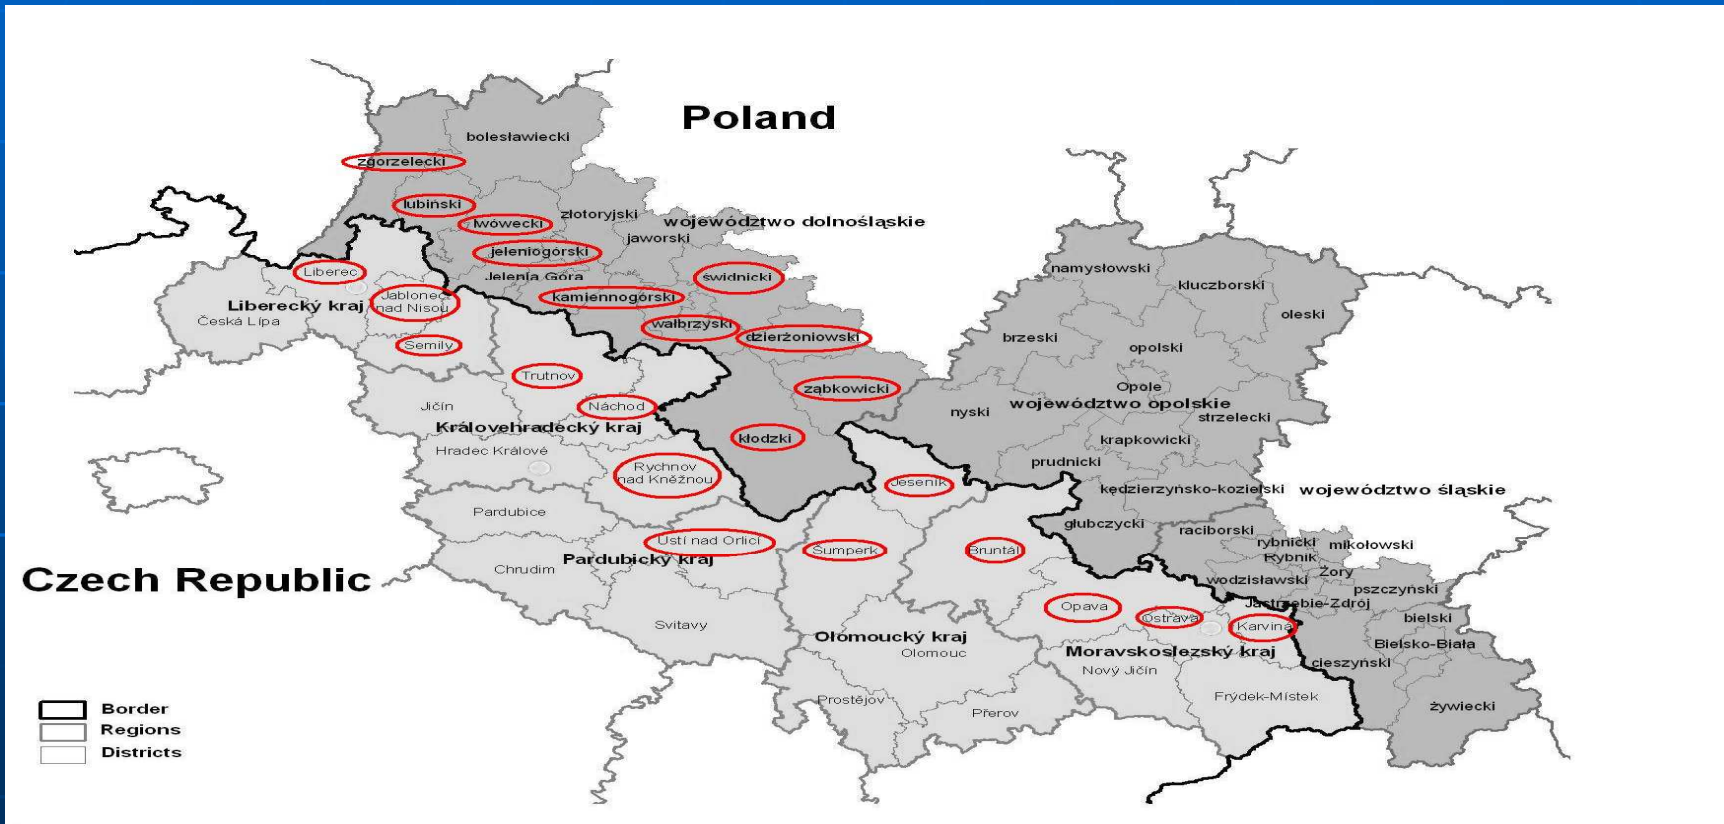 Poland
bolesławiecki
zgorzelecki
lubiński
lwówecki
złotoryjski
województwo dolnośląskie
jaworski
jeleniogórski
Jelenia Góra
świdnicki
kamiennogórski
wałbrzyski
dzierżoniowski
ząbkowicki
kłodzki
namysłowski
kluczborski
oleski
brzeski
opolski
Opole
nyski
województwo opolskie
strzelecki
krapkowicki
prudnicki
kędzierzyńsko-kozielski
województwo śląskie
głubczycki
raciborski
rybnicki
mikołowski
Rybnik
Żory
wodzisławski
pszczyński
Jastrzębie-Zdrój
bielski
Bielsko-Biała
cieszyński
żywiecki
Liberec
Liberecký kraj
Jablonec
nad Nisou
Česká Lípa
Semily
Trutnov
Jičín
Náchod
Královehradecký kraj
Hradec Králové
Rychnov
nad Kněžnou
Pardubice
Ustí nad Orlicí
Pardubický kraj
Chrudim
Svitavy
Czech Republic
Jeseník
Šumperk
Bruntál
Opava
Ostrava
Karviná
Olomoucký kraj
Olomouc
Moravskoslezský kraj
Nový Jičín
Frýdek-Místek
Prostějov
Přerov
Border
Regions
Districts